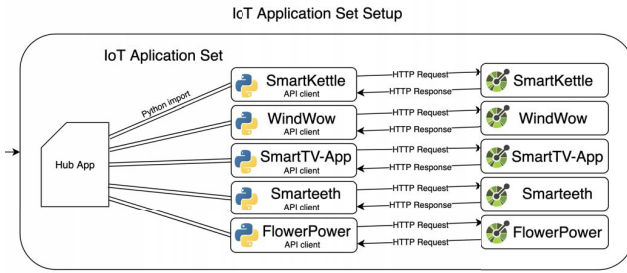 IoT Application Set Setup
IoT Aplication Set
Python import
Hub App
SmartKettle
API client
HTTP Request
HTTP Response
SmartKettle
WindWow
API client
HTTP Request
HTTP Response
WindWow
SmartTV-App
API client
HTTP Request
HTTP Response
SmartTV-App
Smarteeth
API client
HTTP Request
HTTP Request
Smarteeth
FlowerPower
API client
HTTP Request
HTTP Request
FlowerPower